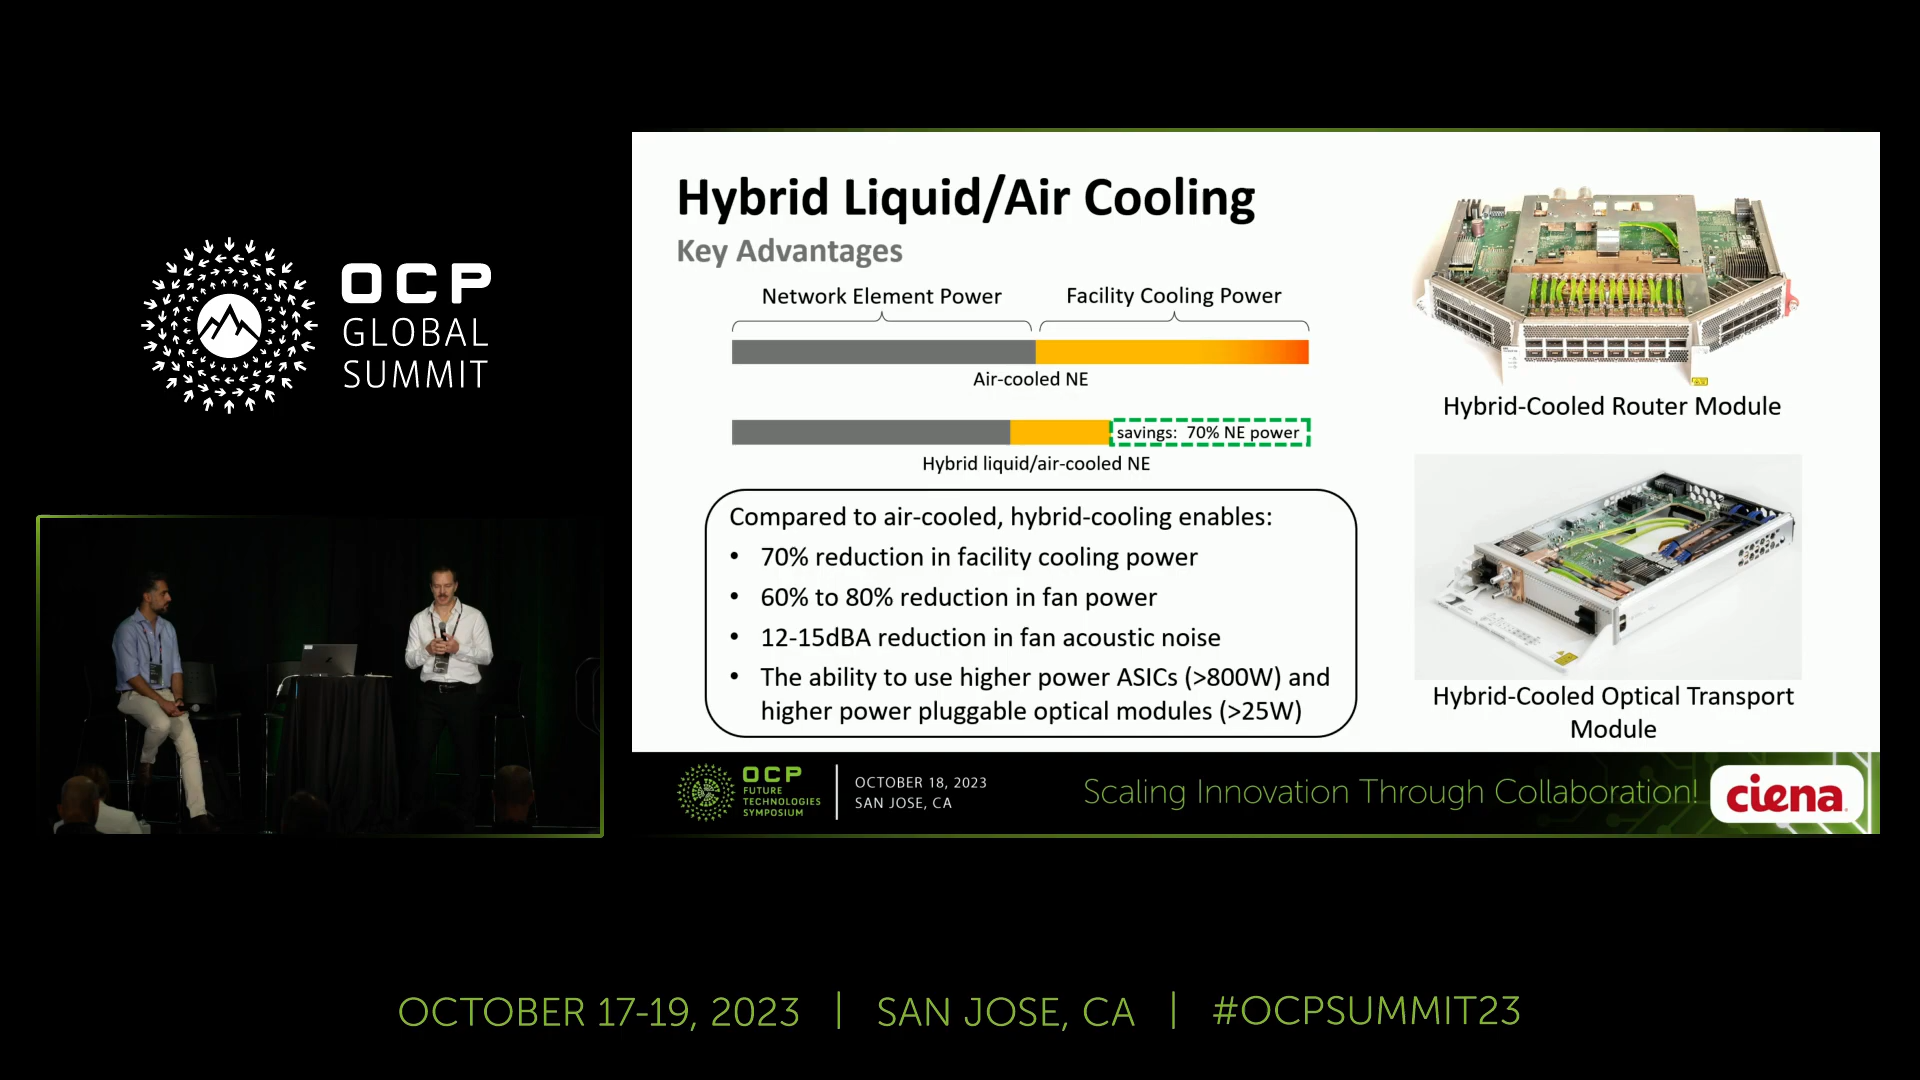 OCP
GLOBAL
SUMMIT
Hybrid Liquid/Air Cooling
Key Advantages
Network Element Power
Facility Cooling Power
Air-cooled NE
savings: 70% NE power
Hybrid liquid/air-cooled NE
Compared to air-cooled, hybrid-cooling enables:
• 70% reduction in facility cooling power
• 60% to 80% reduction in fan power
• 12-15dBA reduction in fan acoustic noise
• The ability to use higher power ASICs (>800W) and
higher power pluggable optical modules (>25W)
Hybrid-Cooled Router Module
Hybrid-Cooled Optical Transport
Module
OCP
FUTURE
TECHNOLOGIES
SYMPOSIUM
OCTOBER 18, 2023
SAN JOSE, CA
Scaling Innovation Through Collaboration!
ciena
OCTOBER 17-19, 2023 | SAN JOSE, CA | #OCPSUMMIT23